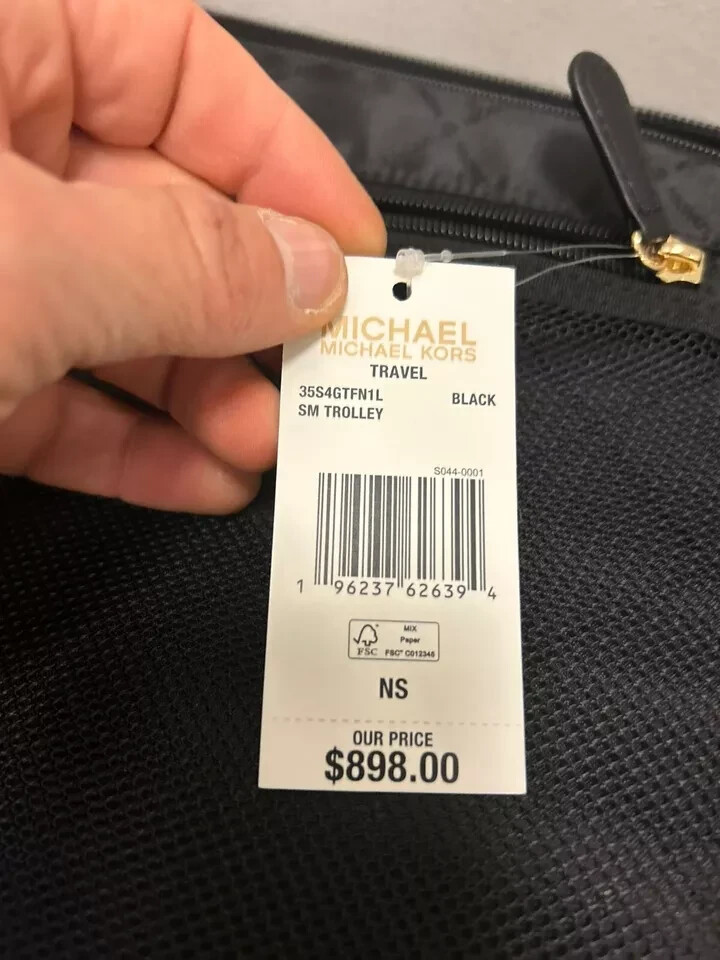 MICHAEL
MICHAEL KORS
TRAVEL
35S4GTFN1L BLACK
SM TROLLEY
S044-0001
1 96237 62639 4
MIX
Paper
FSC
FSC® C012345
NS
OUR PRICE
$898.00